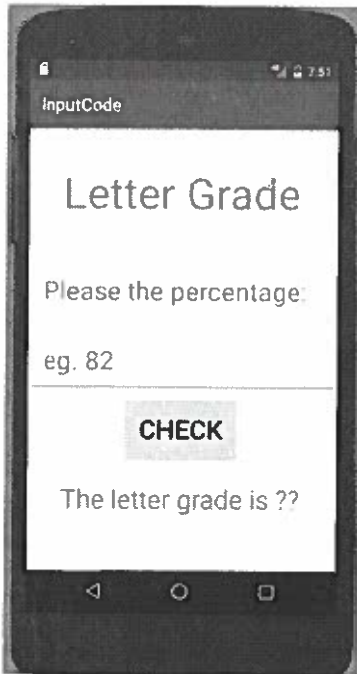 7:51
InputCode
Letter Grade
Please the percentage:
eg. 82
CHECK
The letter grade is ??